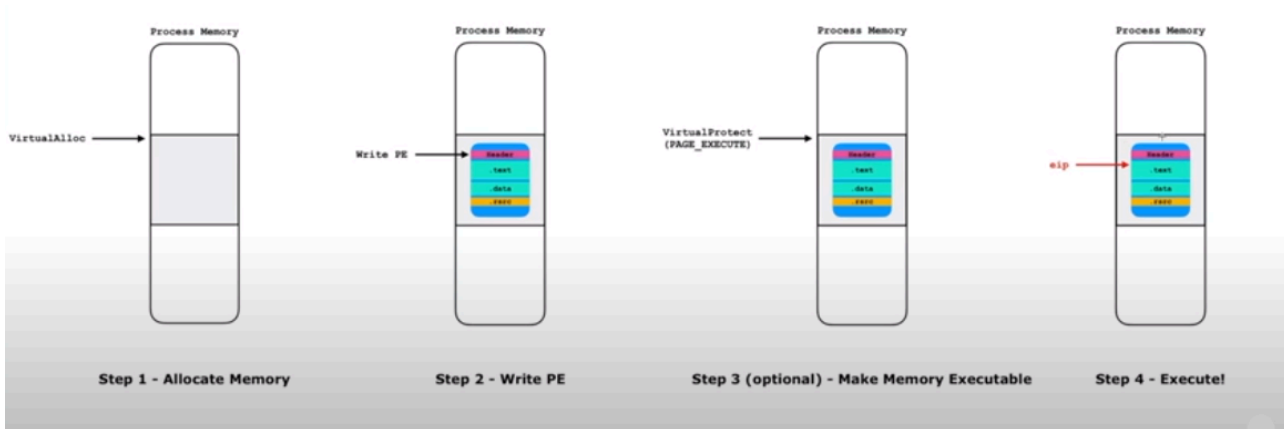 Process Memory
Process Memory
Process Memory
Process Memory
VirtualAlloc
Write PE
Header
.text
.data
.rsrc
VirtualProtect
(PAGE_EXECUTE)
Header
.text
.data
.rsrc
eip
Header
.text
.data
.rsrc
Step 1 - Allocate Memory
Step 2 - Write PE
Step 3 (optional) - Make Memory Executable
Step 4 - Execute!